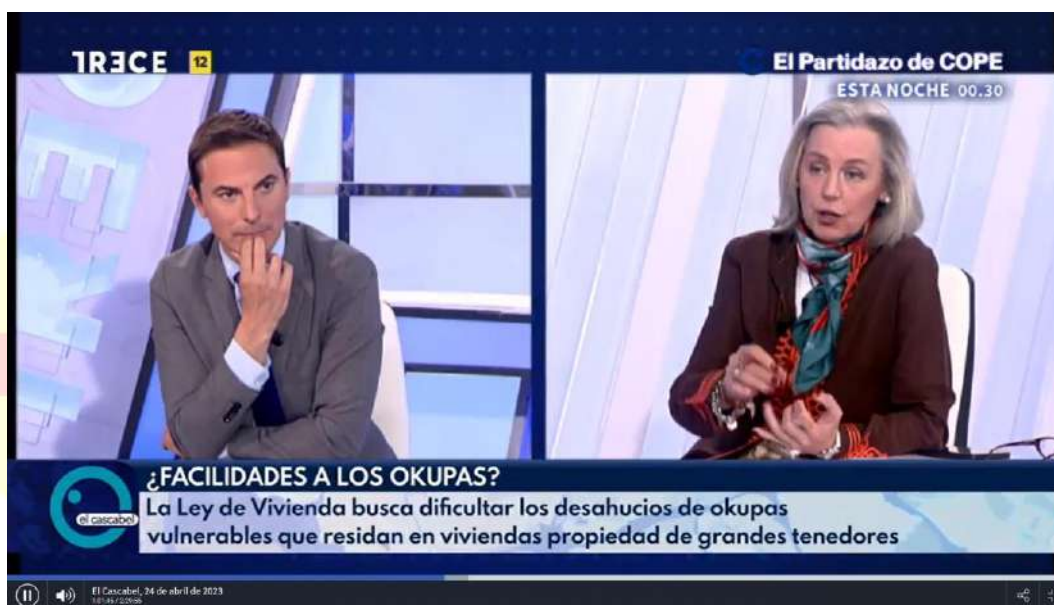 TRECE 12
El Partidazo de COPE
ESTA NOCHE 00.30
¿FACILIDADES A LOS OKUPAS?
el cascabel
La Ley de Vivienda busca dificultar los desahucios de okupas
vulnerables que residan en viviendas propiedad de grandes tenedores
El Cascabel, 24 de abril de 2023